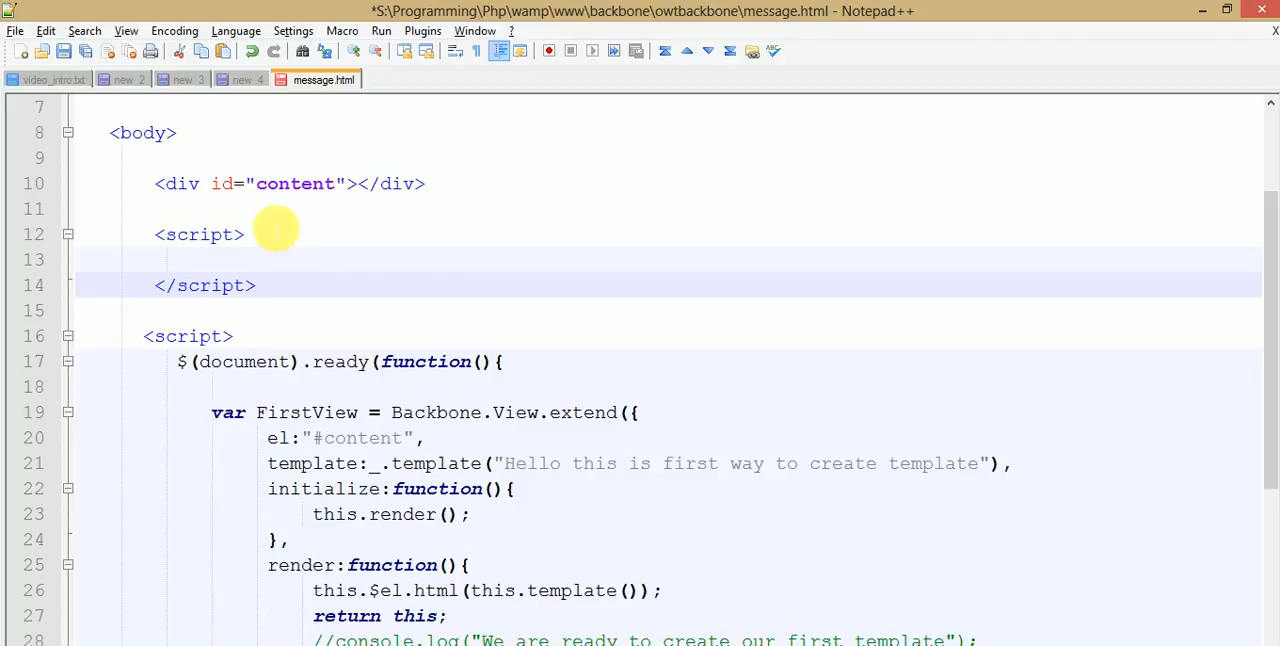 *S:\Programming\Php\wamp\www\backbone\owtbackbone\message.html - Notepad++
File Edit Search View Encoding Language Settings Macro Run Plugins Window ? X
video_intro.txt new 2 new 3 new 4 message.html
7
8 <body>
9
10 <div id="content"></div>
11
12 <script>
13
14 </script>
15
16 <script>
17 $(document).ready(function(){
18
19 var FirstView = Backbone.View.extend({
20 el:"#content",
21 template:_.template("Hello this is first way to create template"),
22 initialize:function(){
23 this.render();
24 },
25 render:function(){
26 this.$el.html(this.template());
27 return this;
28 //console.log("We are ready to create our first template");